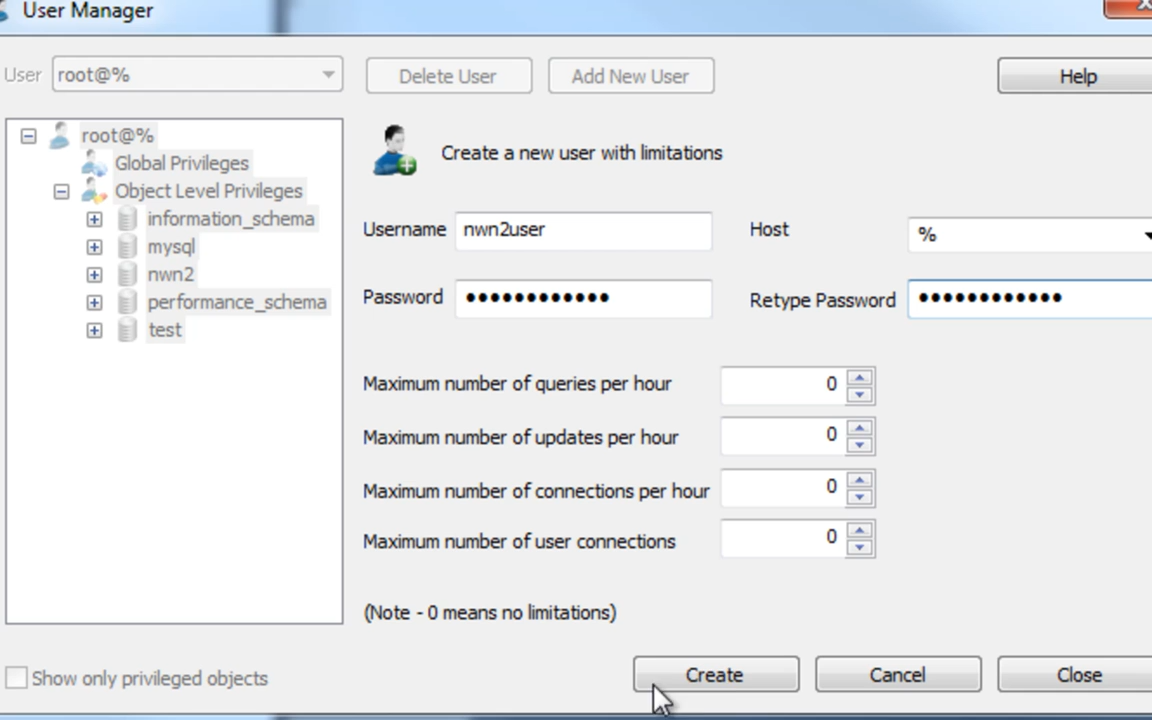 User Manager
User root@% Delete User Add New User Help
root@%
Global Privileges
Object Level Privileges
information_schema
mysql
nwn2
performance_schema
test
Create a new user with limitations
Username nwn2user Host %
Password •••••••••••• Retype Password ••••••••••••
Maximum number of queries per hour 0
Maximum number of updates per hour 0
Maximum number of connections per hour 0
Maximum number of user connections 0
(Note - 0 means no limitations)
Show only privileged objects Create Cancel Close